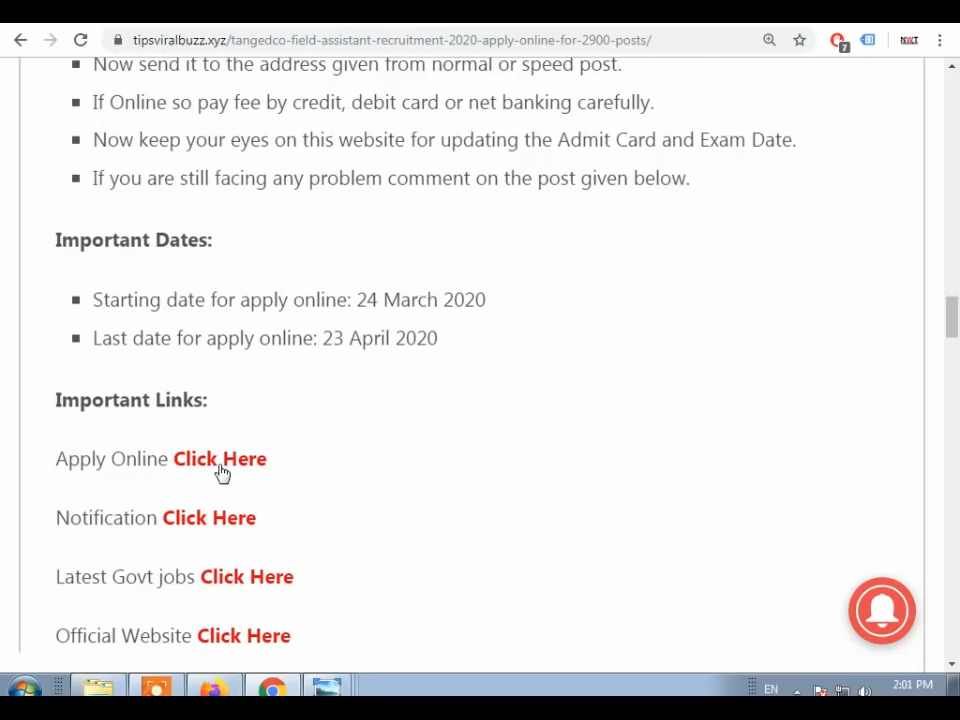 tipsviralbuzz.xyz/tangedco-field-assistant-recruitment-2020-apply-online-for-2900-posts/
7
NWT
Now send it to the address given from normal or speed post.
If Online so pay fee by credit, debit card or net banking carefully.
Now keep your eyes on this website for updating the Admit Card and Exam Date.
If you are still facing any problem comment on the post given below.
Important Dates:
Starting date for apply online: 24 March 2020
Last date for apply online: 23 April 2020
Important Links:
Apply Online Click Here
Notification Click Here
Latest Govt jobs Click Here
Official Website Click Here
EN
2:01 PM